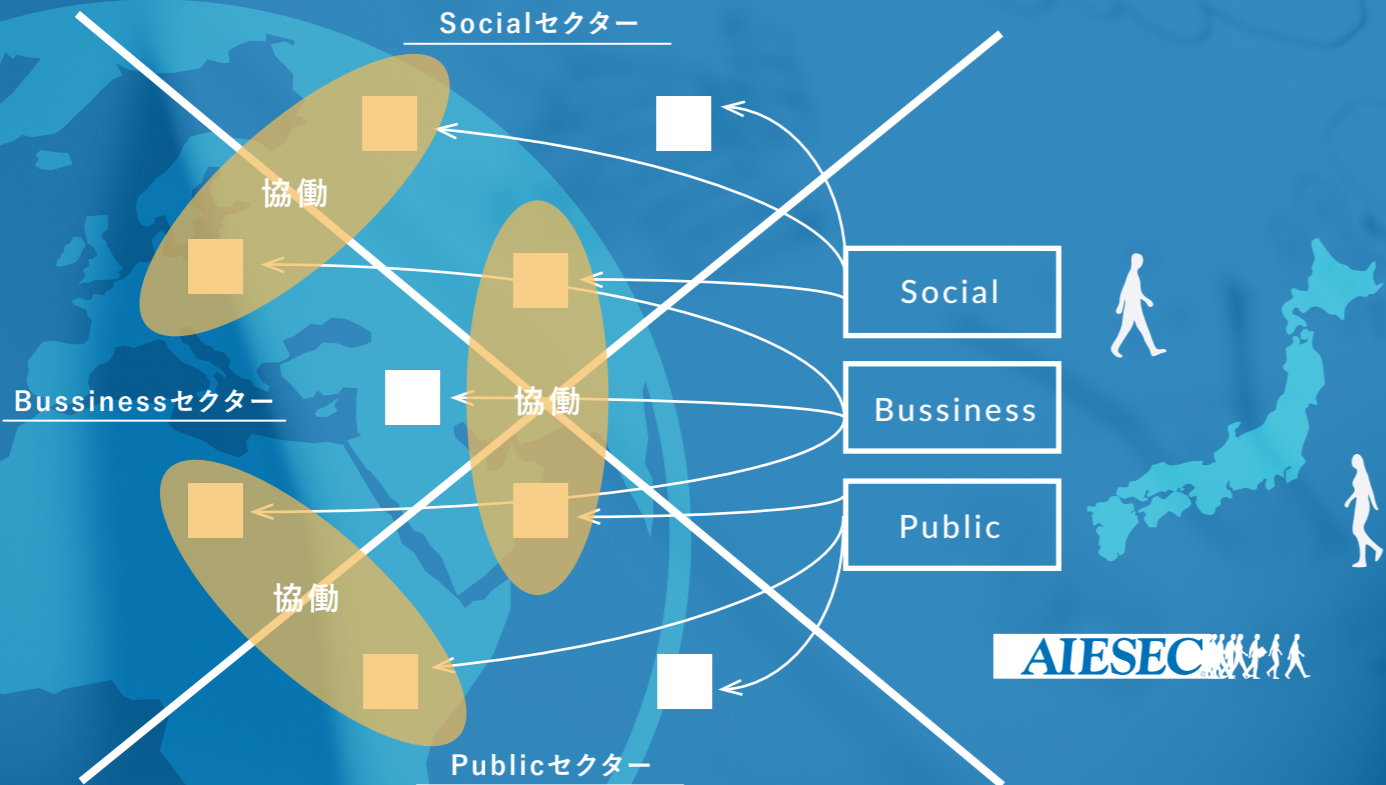 Socialセクター
協働
Social
Bussinessセクター
協働
Bussiness
Public
協働
AIESEC
Publicセクター